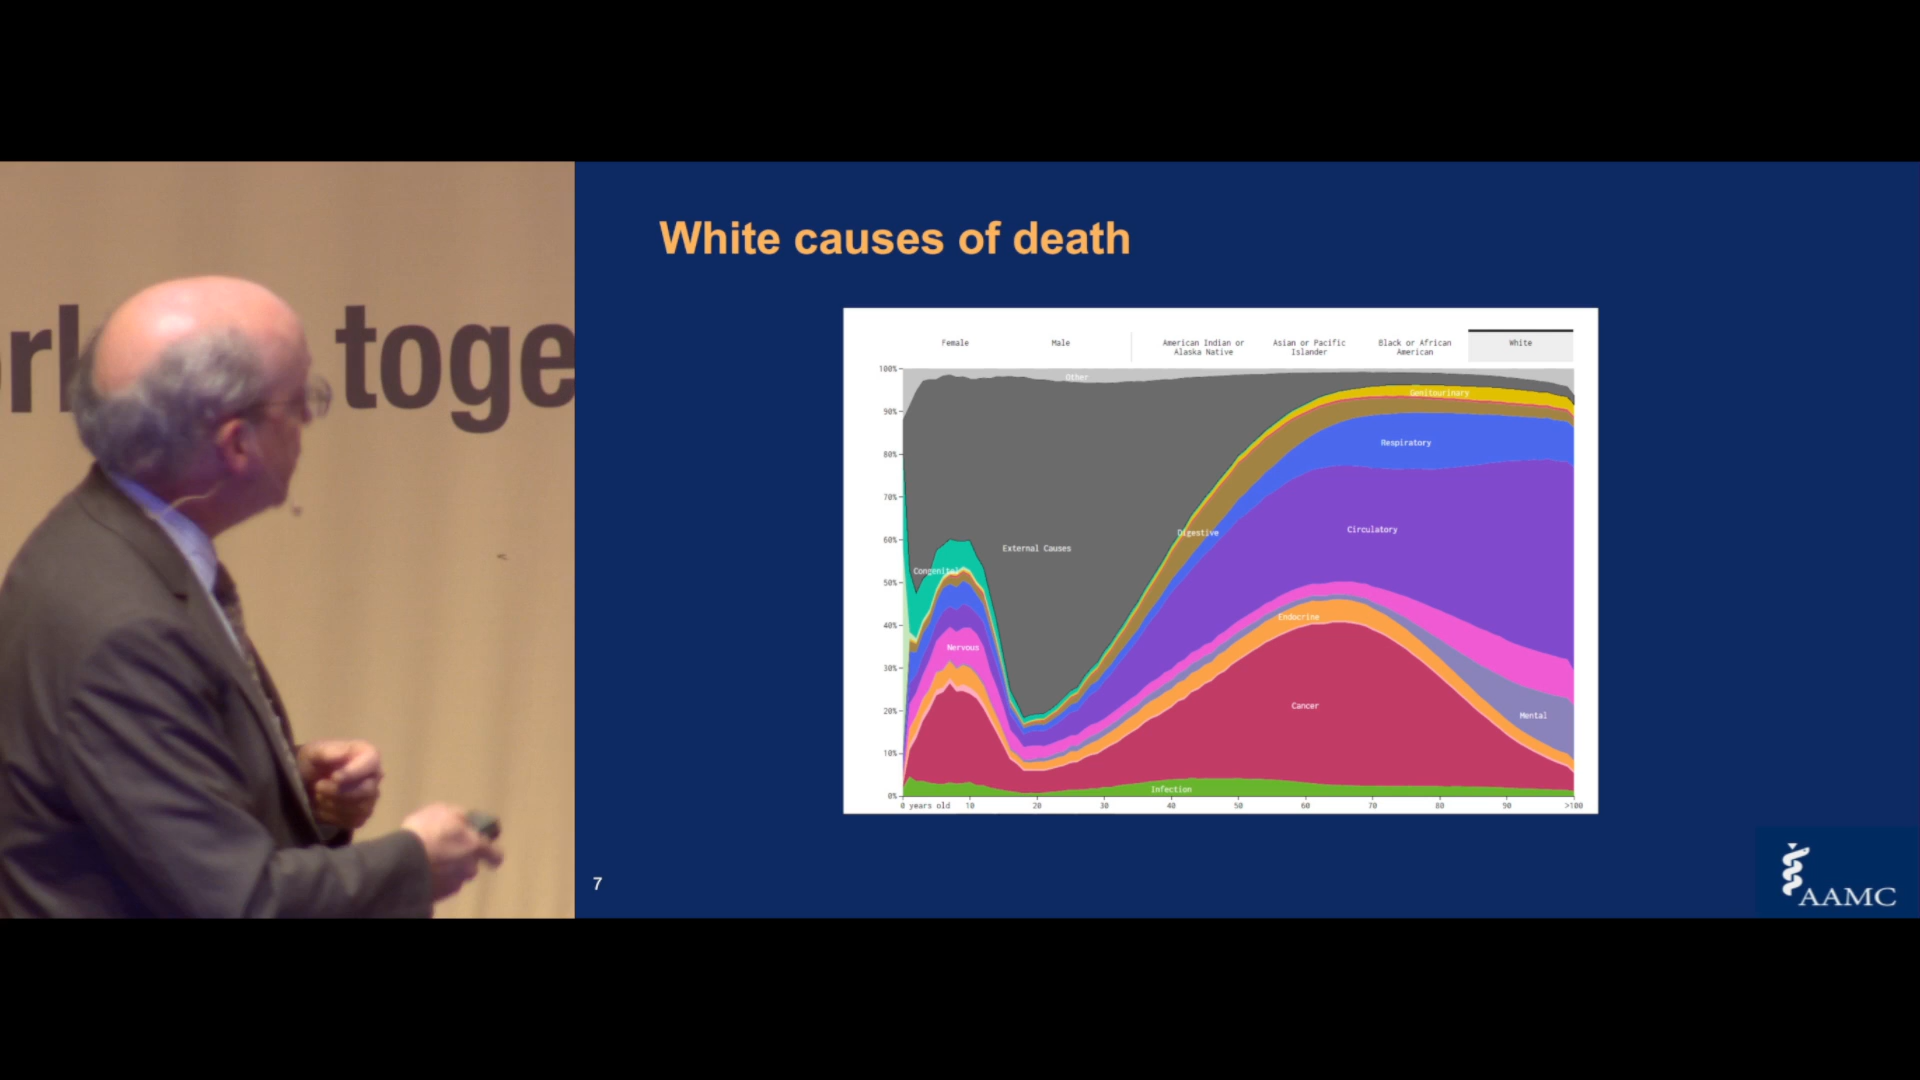 orl toge
White causes of death
Female Male American Indian or Alaska Native Asian or Pacific Islander Black or African American White
100%
90%
80%
70%
60%
50%
40%
30%
20%
10%
0%
Other
Genitourinary
Respiratory
Circulatory
Digestive
External Causes
Congenital
Nervous
Endocrine
Cancer
Mental
Infection
0 years old 10 20 30 40 50 60 70 80 90 >100
7
AAMC